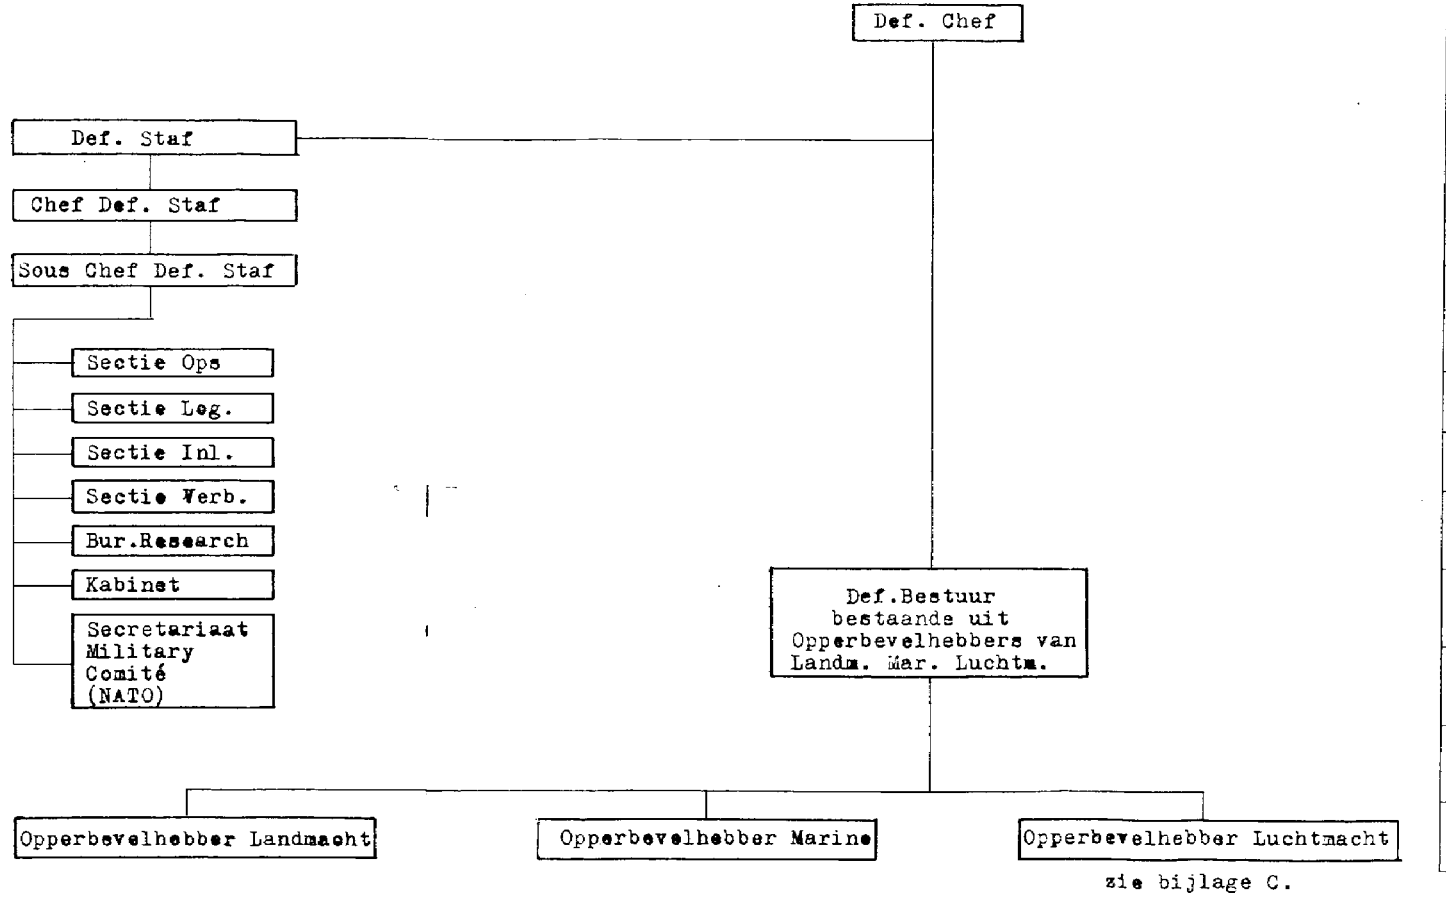 Def. Chef
Def. Staf
Chef Def. Staf
Sous Chef Def. Staf
Sectie Ops
Sectie Log.
Sectie Inl.
Sectie Verb.
Bur.Research
Kabinet
Secretariaat
Military
Comité
(NATO)
Def.Bestuur
bestaande uit
Opperbevelhebbers van
Landm. Mar. Luchtm.
Opperbevelhebber Landmacht
Opperbevelhebber Marine
Opperbevelhebber Luchtmacht
zie bijlage C.